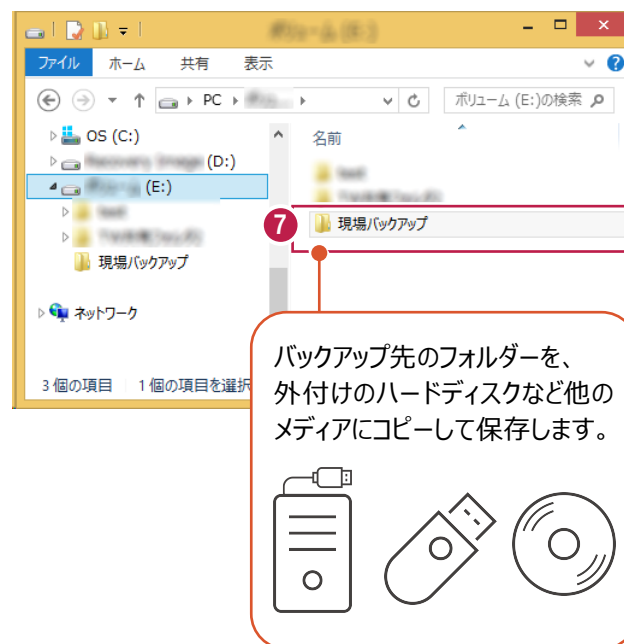 ファイル ホーム 共有 表示
PC
ボリューム (E:)の検索
OS (C:)
(D:)
(E:)
現場バックアップ
ネットワーク
名前
7 現場バックアップ
3 個の項目 1 個の項目を選択
バックアップ先のフォルダーを、
外付けのハードディスクなど他の
メディアにコピーして保存します。